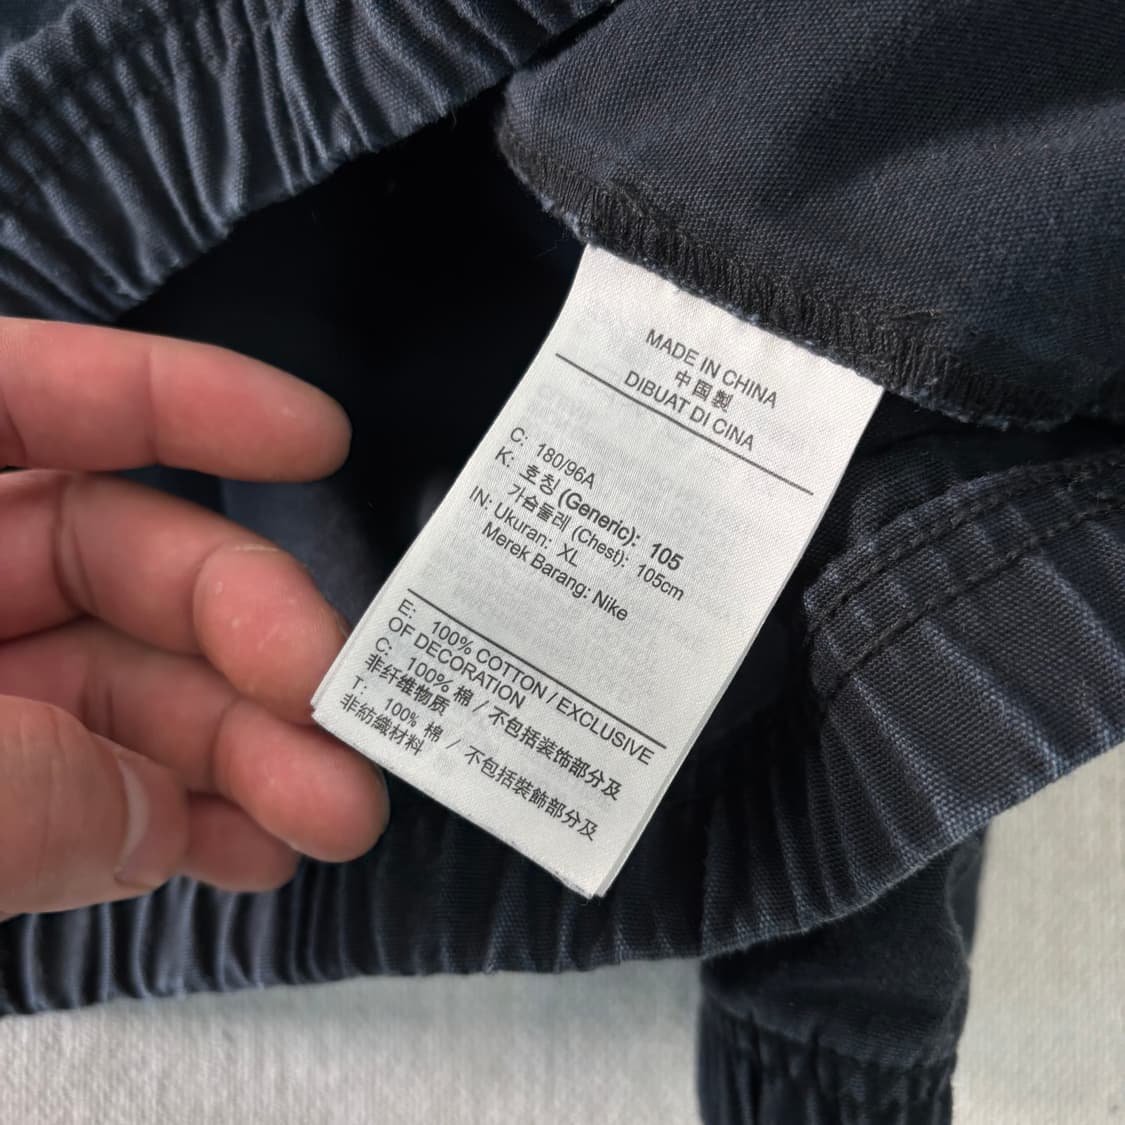 MADE IN CHINA
中国製
DIBUAT DI CINA
C: 180/96A
K: 호칭 (Generic): 105
가슴둘레 (Chest): 105cm
IN: Ukuran: XL
Merek Barang: Nike
E: 100% COTTON / EXCLUSIVE
OF DECORATION
C: 100% 棉 / 不包括装饰部分及
非纤维物质
T: 100% 棉 / 不包括裝飾部分及
非紡織材料